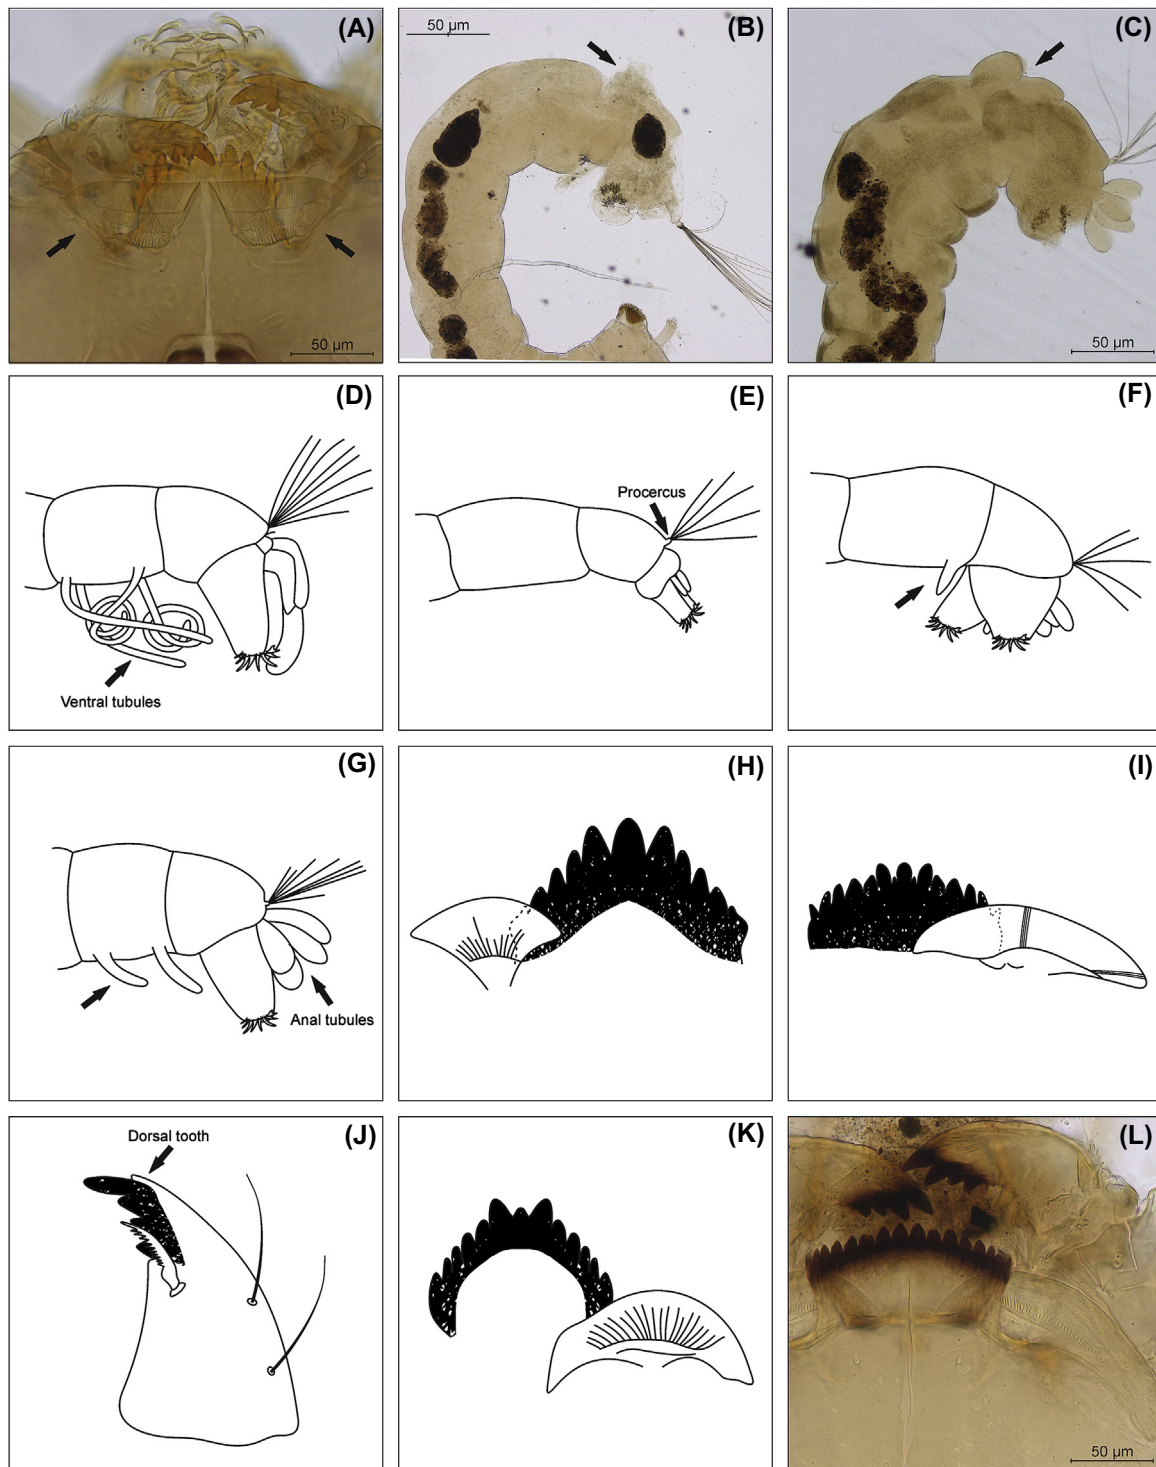 (A)
50 µm
50 µm
(B)
(C)
50 µm
(D)
Ventral tubules
(E)
Procercus
(F)
(G)
Anal tubules
(H)
(I)
(J)
Dorsal tooth
(K)
(L)
50 µm